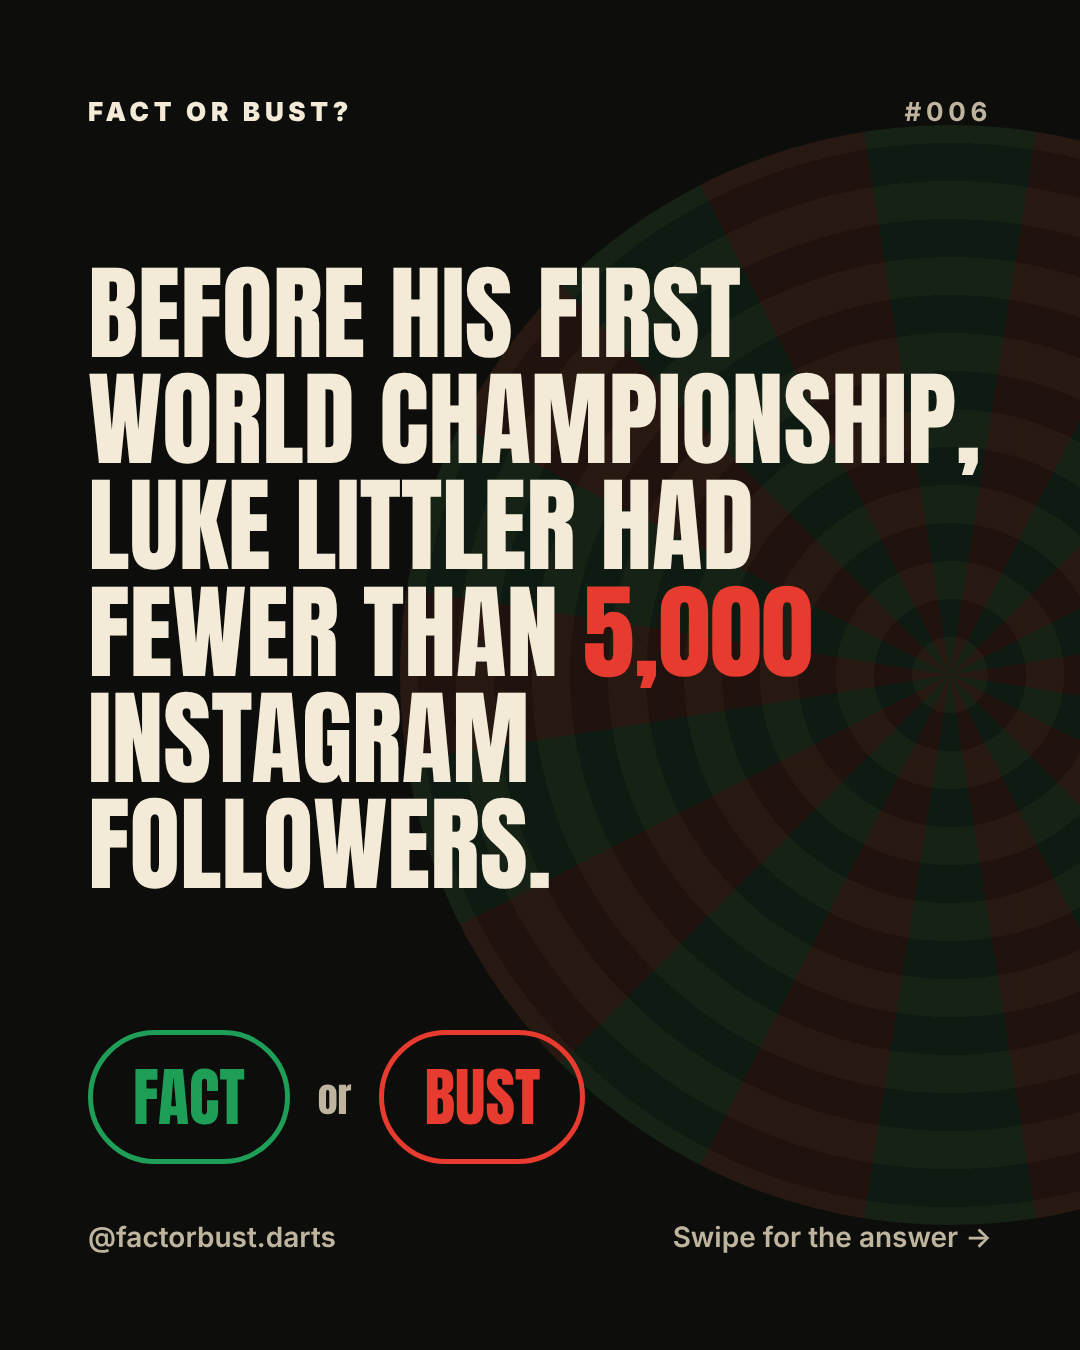 FACT OR BUST?
#006
BEFORE HIS FIRST
WORLD CHAMPIONSHIP,
LUKE LITTLER HAD
FEWER THAN 5,000
INSTAGRAM
FOLLOWERS.
FACT or BUST
@factorbust.darts
Swipe for the answer →